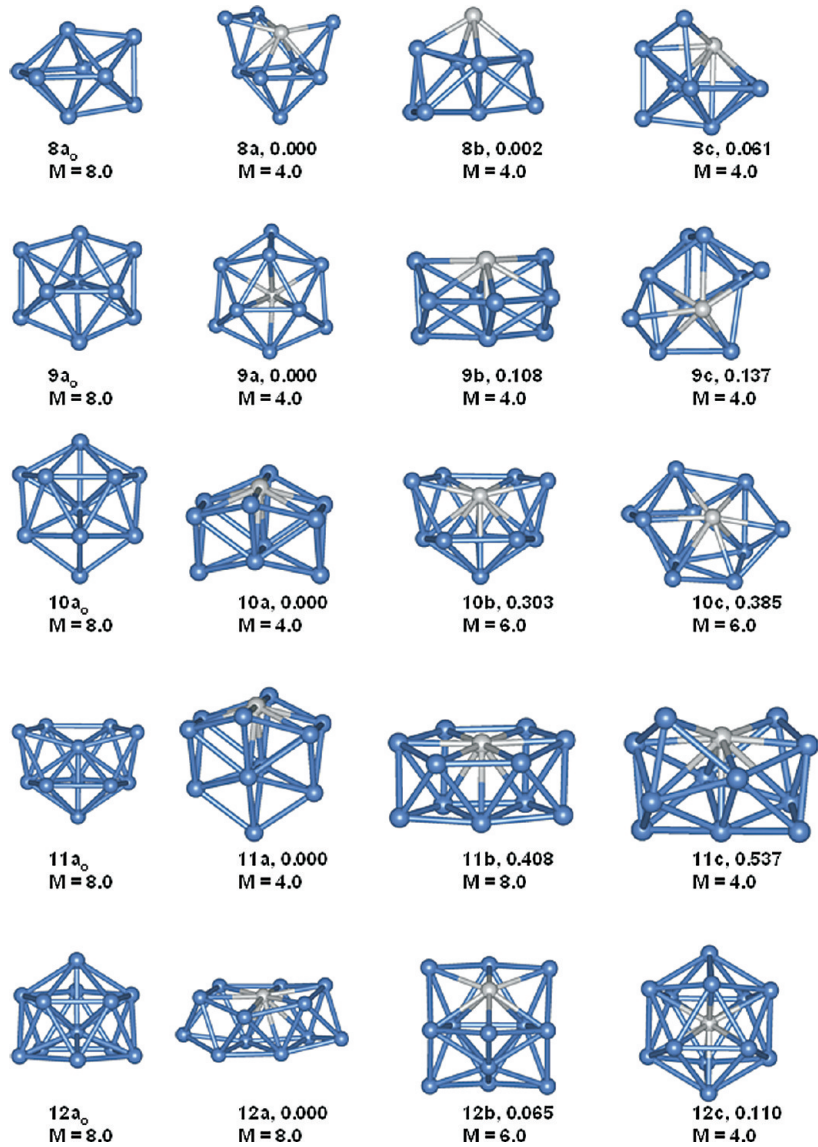 8a₀ 8a, 0.000 8b, 0.002 8c, 0.061
M = 8.0 M = 4.0 M = 4.0 M = 4.0
9a₀ 9a, 0.000 9b, 0.108 9c, 0.137
M = 8.0 M = 4.0 M = 4.0 M = 4.0
10a₀ 10a, 0.000 10b, 0.303 10c, 0.385
M = 8.0 M = 4.0 M = 6.0 M = 6.0
11a₀ 11a, 0.000 11b, 0.408 11c, 0.537
M = 8.0 M = 4.0 M = 8.0 M = 4.0
12a₀ 12a, 0.000 12b, 0.065 12c, 0.110
M = 8.0 M = 8.0 M = 6.0 M = 4.0